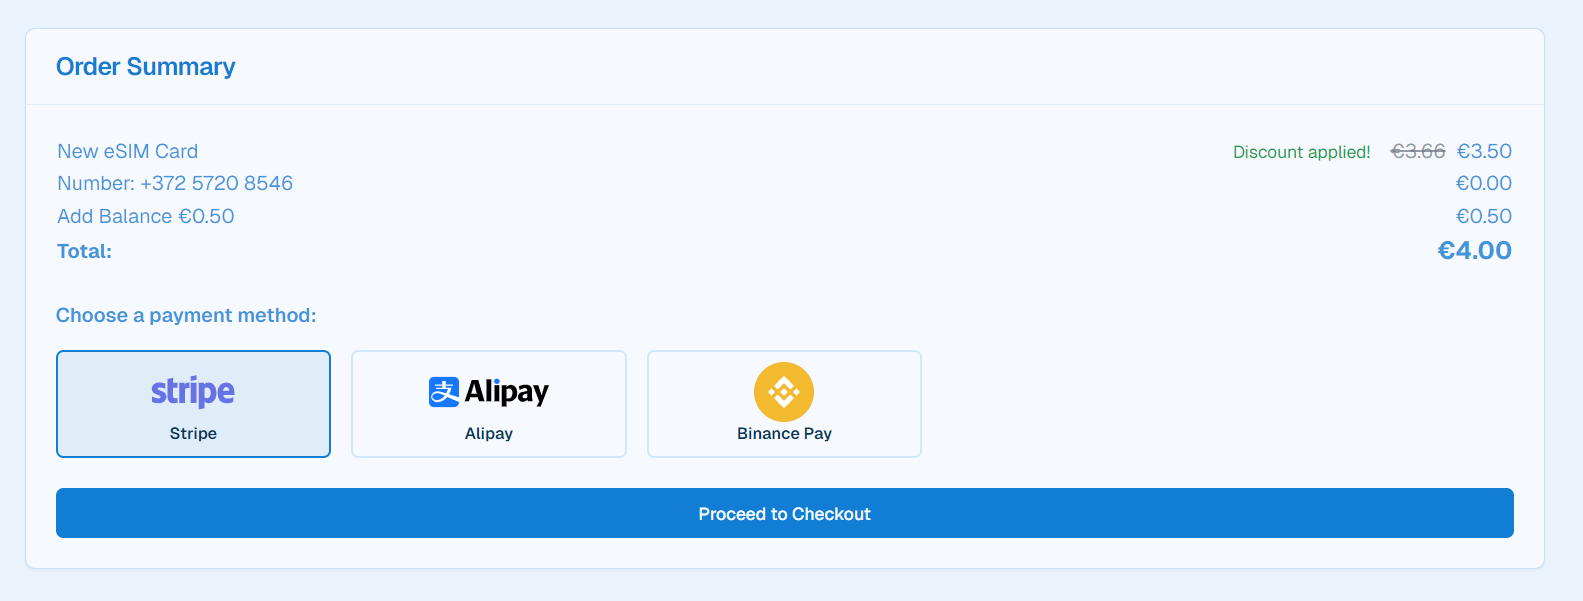 Order Summary
New eSIM Card Discount applied! €3.66 €3.50
Number: +372 5720 8546 €0.00
Add Balance €0.50 €0.50
Total: €4.00
Choose a payment method:
stripe 支 Alipay
Stripe Alipay Binance Pay
Proceed to Checkout